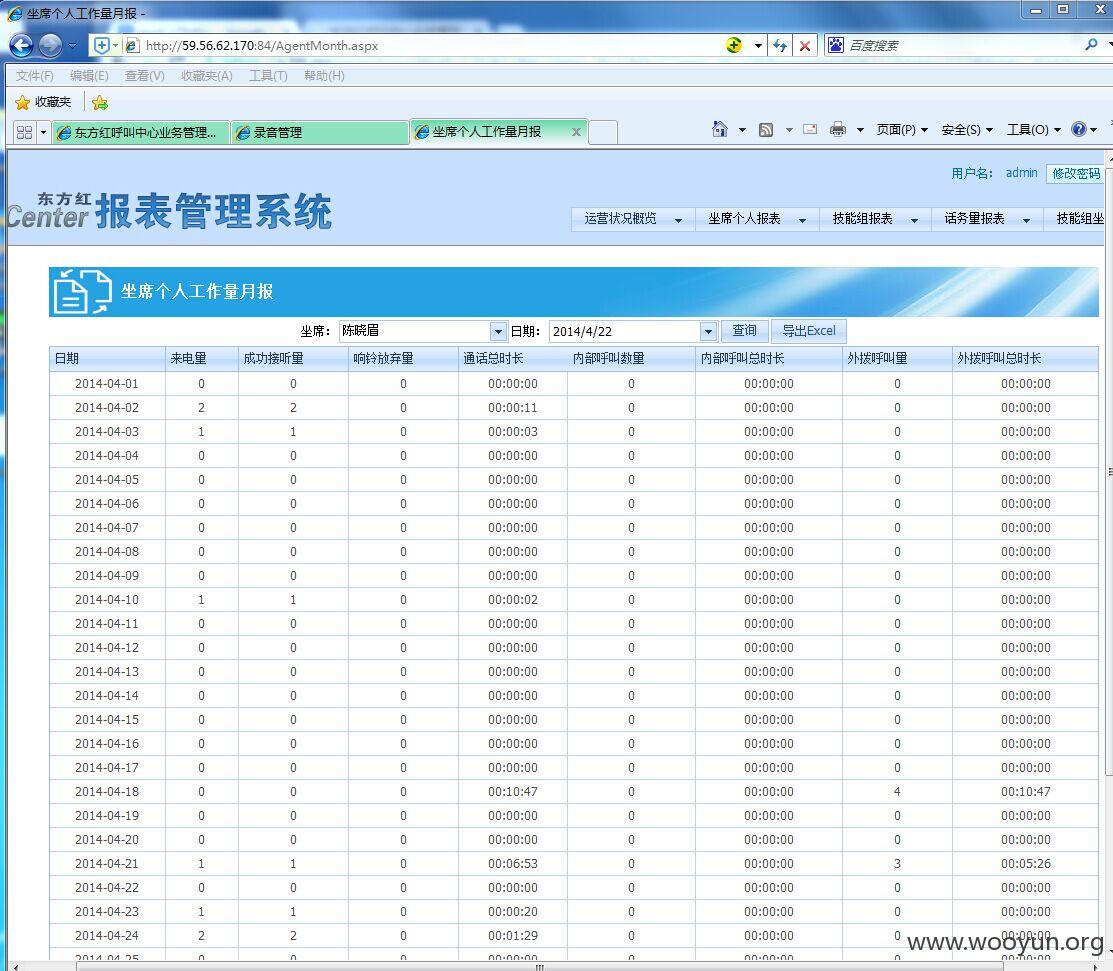 坐席个人工作量月报 -
http://59.56.62.170:84/AgentMonth.aspx 百度搜索
文件(F) 编辑(E) 查看(V) 收藏夹(A) 工具(T) 帮助(H)
收藏夹
东方红呼叫中心业务管理... 录音管理 坐席个人工作量月报 页面(P) 安全(S) 工具(O)
用户名: admin 修改密码
东方红
Center 报表管理系统
运营状况概览 坐席个人报表 技能组报表 话务量报表 技能组坐
坐席个人工作量月报
坐席: 陈晓眉 日期: 2014/4/22 查询 导出Excel
日期 来电量 成功接听量 响铃放弃量 通话总时长 内部呼叫数量 内部呼叫总时长 外拨呼叫量 外拨呼叫总时长
2014-04-01 0 0 0 00:00:00 0 00:00:00 0 00:00:00
2014-04-02 2 2 0 00:00:11 0 00:00:00 0 00:00:00
2014-04-03 1 1 0 00:00:03 0 00:00:00 0 00:00:00
2014-04-04 0 0 0 00:00:00 0 00:00:00 0 00:00:00
2014-04-05 0 0 0 00:00:00 0 00:00:00 0 00:00:00
2014-04-06 0 0 0 00:00:00 0 00:00:00 0 00:00:00
2014-04-07 0 0 0 00:00:00 0 00:00:00 0 00:00:00
2014-04-08 0 0 0 00:00:00 0 00:00:00 0 00:00:00
2014-04-09 0 0 0 00:00:00 0 00:00:00 0 00:00:00
2014-04-10 1 1 0 00:00:02 0 00:00:00 0 00:00:00
2014-04-11 0 0 0 00:00:00 0 00:00:00 0 00:00:00
2014-04-12 0 0 0 00:00:00 0 00:00:00 0 00:00:00
2014-04-13 0 0 0 00:00:00 0 00:00:00 0 00:00:00
2014-04-14 0 0 0 00:00:00 0 00:00:00 0 00:00:00
2014-04-15 0 0 0 00:00:00 0 00:00:00 0 00:00:00
2014-04-16 0 0 0 00:00:00 0 00:00:00 0 00:00:00
2014-04-17 0 0 0 00:00:00 0 00:00:00 0 00:00:00
2014-04-18 0 0 0 00:10:47 0 00:00:00 4 00:10:47
2014-04-19 0 0 0 00:00:00 0 00:00:00 0 00:00:00
2014-04-20 0 0 0 00:00:00 0 00:00:00 0 00:00:00
2014-04-21 1 1 0 00:06:53 0 00:00:00 3 00:05:26
2014-04-22 0 0 0 00:00:00 0 00:00:00 0 00:00:00
2014-04-23 1 1 0 00:00:20 0 00:00:00 0 00:00:00
2014-04-24 2 2 0 00:01:29 0 00:00:00 0 00:00:00
www.wooyun.org